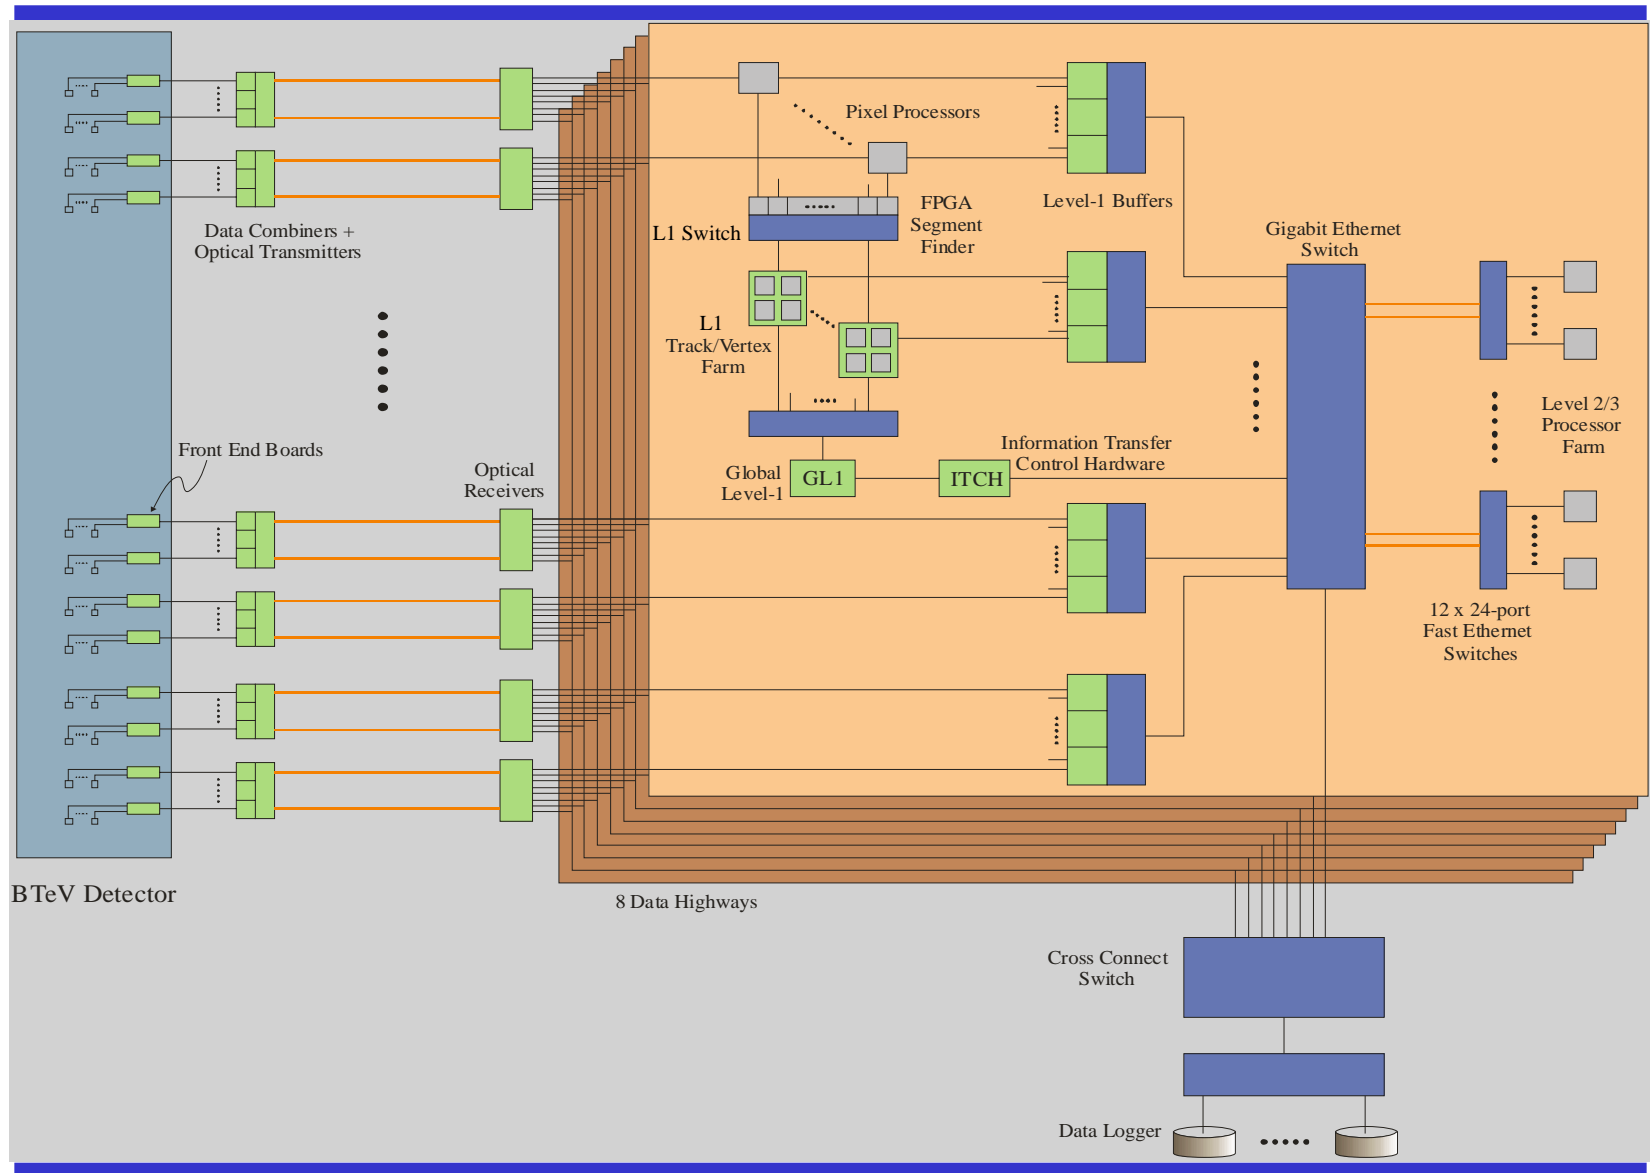 Pixel Processors
Level-1 Buffers
FPGA
Segment
Finder
L1 Switch
Data Combiners +
Optical Transmitters
Gigabit Ethernet
Switch
L1
Track/Vertex
Farm
Level 2/3
Processor
Farm
Front End Boards
Optical
Receivers
Global
Level-1
GL1
ITCH
Information Transfer
Control Hardware
12 x 24-port
Fast Ethernet
Switches
BTeV Detector
8 Data Highways
Cross Connect
Switch
Data Logger